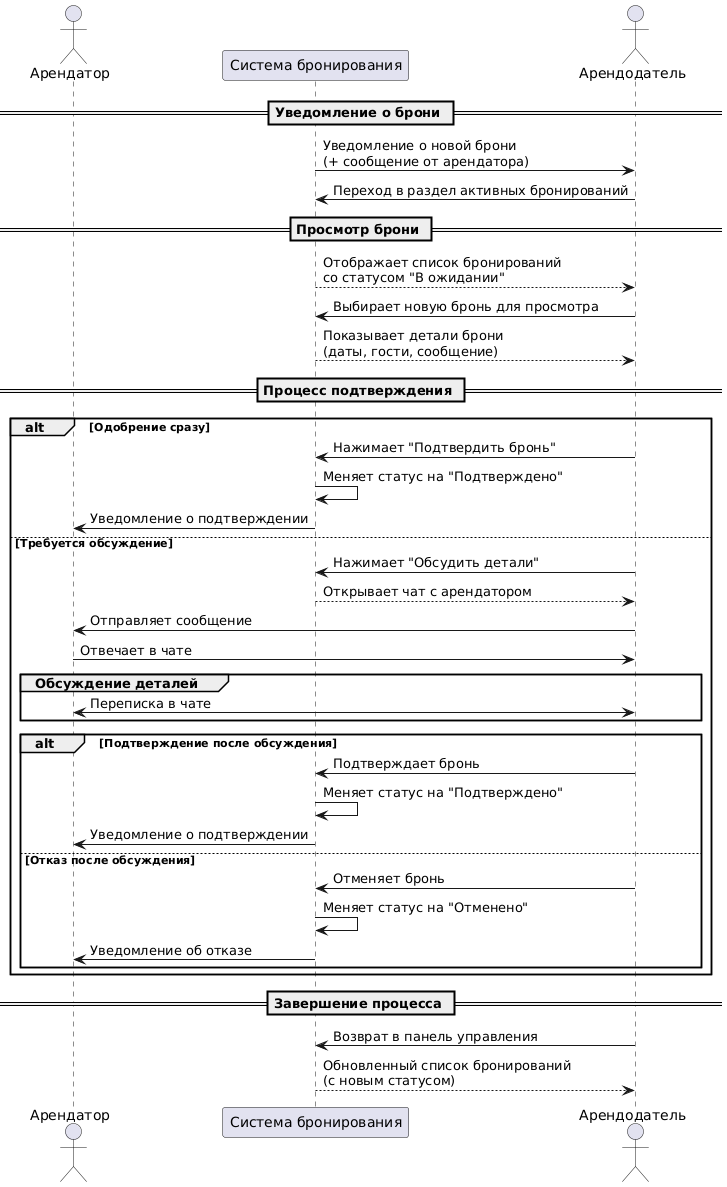 Арендатор
Система бронирования
Арендодатель
Уведомление о брони
Уведомление о новой брони
(+ сообщение от арендатора)
Переход в раздел активных бронирований
Просмотр брони
Отображает список бронирований
со статусом "В ожидании"
Выбирает новую бронь для просмотра
Показывает детали брони
(даты, гости, сообщение)
Процесс подтверждения
alt [Одобрение сразу]
Нажимает "Подтвердить бронь"
Меняет статус на "Подтверждено"
Уведомление о подтверждении
[Требуется обсуждение]
Нажимает "Обсудить детали"
Открывает чат с арендатором
Отправляет сообщение
Отвечает в чате
Обсуждение деталей
Переписка в чате
alt [Подтверждение после обсуждения]
Подтверждает бронь
Меняет статус на "Подтверждено"
Уведомление о подтверждении
[Отказ после обсуждения]
Отменяет бронь
Меняет статус на "Отменено"
Уведомление об отказе
Завершение процесса
Возврат в панель управления
Обновленный список бронирований
(с новым статусом)
Арендатор
Система бронирования
Арендодатель